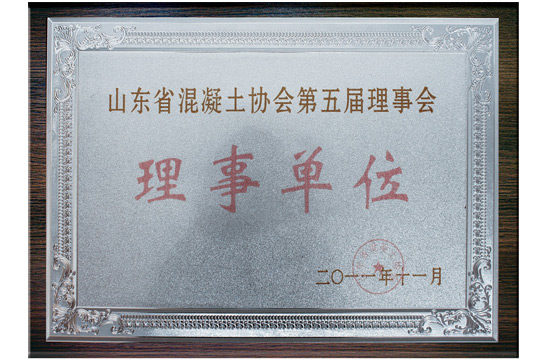 山东省混凝土协会第五届理事会
理事单位
二〇一一年十一月